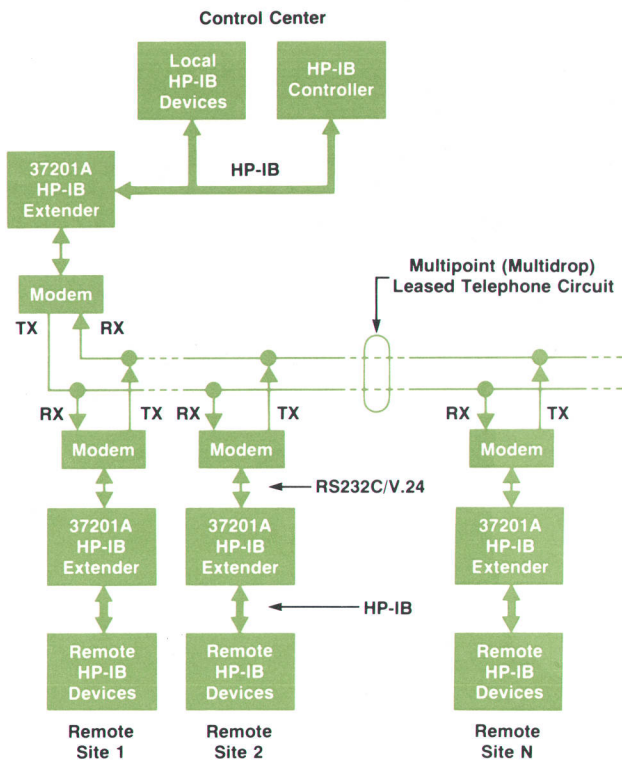 Control Center
Local
HP-IB
Devices
HP-IB
Controller
HP-IB
37201A
HP-IB
Extender
Modem
TX
RX
Multipoint (Multidrop)
Leased Telephone Circuit
RX
TX
RX
TX
RX
TX
Modem
Modem
Modem
RS232C/V.24
37201A
HP-IB
Extender
37201A
HP-IB
Extender
37201A
HP-IB
Extender
HP-IB
Remote
HP-IB
Devices
Remote
HP-IB
Devices
Remote
HP-IB
Devices
Remote
Site 1
Remote
Site 2
Remote
Site N